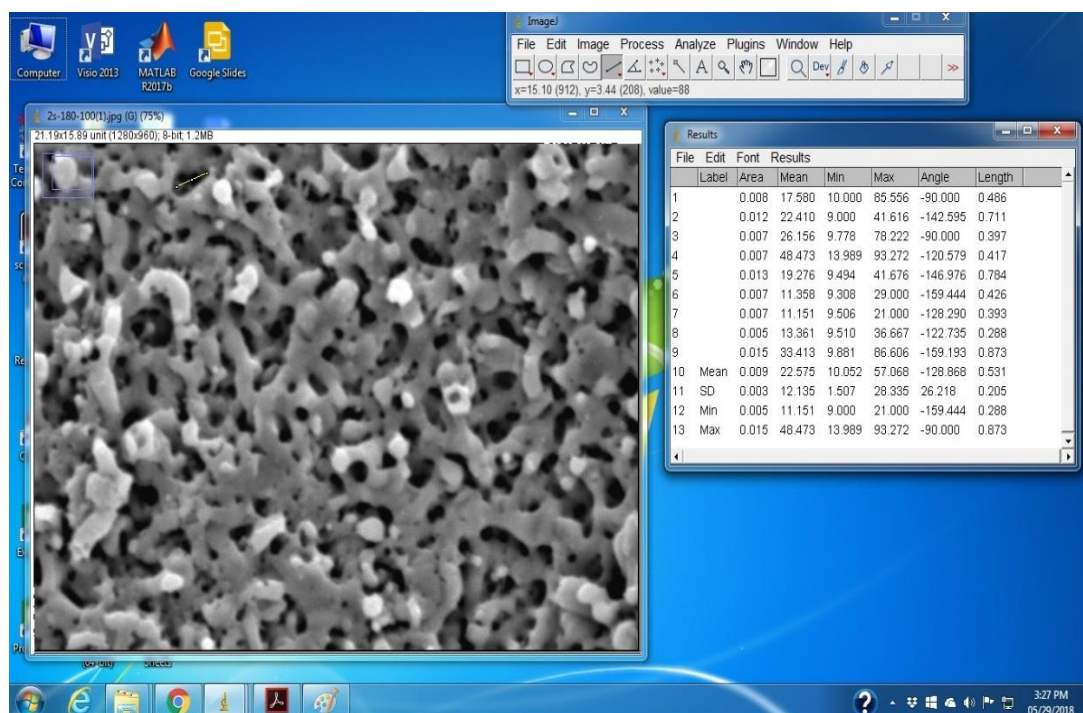 ImageJ
File Edit Image Process Analyze Plugins Window Help
A Dev >>
x=15.10 (912), y=3.44 (208), value=88
Computer
Visio 2013
MATLAB R2017b
Google Slides
2s-180-100(1).jpg (G) (75%)
21.19x15.89 unit (1280x960); 8-bit; 1.2MB
Results
File Edit Font Results
Label Area Mean Min Max Angle Length
1 0.008 17.580 10.000 85.556 -90.000 0.486
2 0.012 22.410 9.000 41.616 -142.595 0.711
3 0.007 26.156 9.778 78.222 -90.000 0.397
4 0.007 48.473 13.989 93.272 -120.579 0.417
5 0.013 19.276 9.494 41.676 -146.976 0.784
6 0.007 11.358 9.308 29.000 -159.444 0.426
7 0.007 11.151 9.506 21.000 -128.290 0.393
8 0.005 13.361 9.510 36.667 -122.735 0.288
9 0.015 33.413 9.881 86.606 -159.193 0.873
10 Mean 0.009 22.575 10.052 57.068 -128.868 0.531
11 SD 0.003 12.135 1.507 28.335 26.218 0.205
12 Min 0.005 11.151 9.000 21.000 -159.444 0.288
13 Max 0.015 48.473 13.989 93.272 -90.000 0.873
3:27 PM
05/29/2018